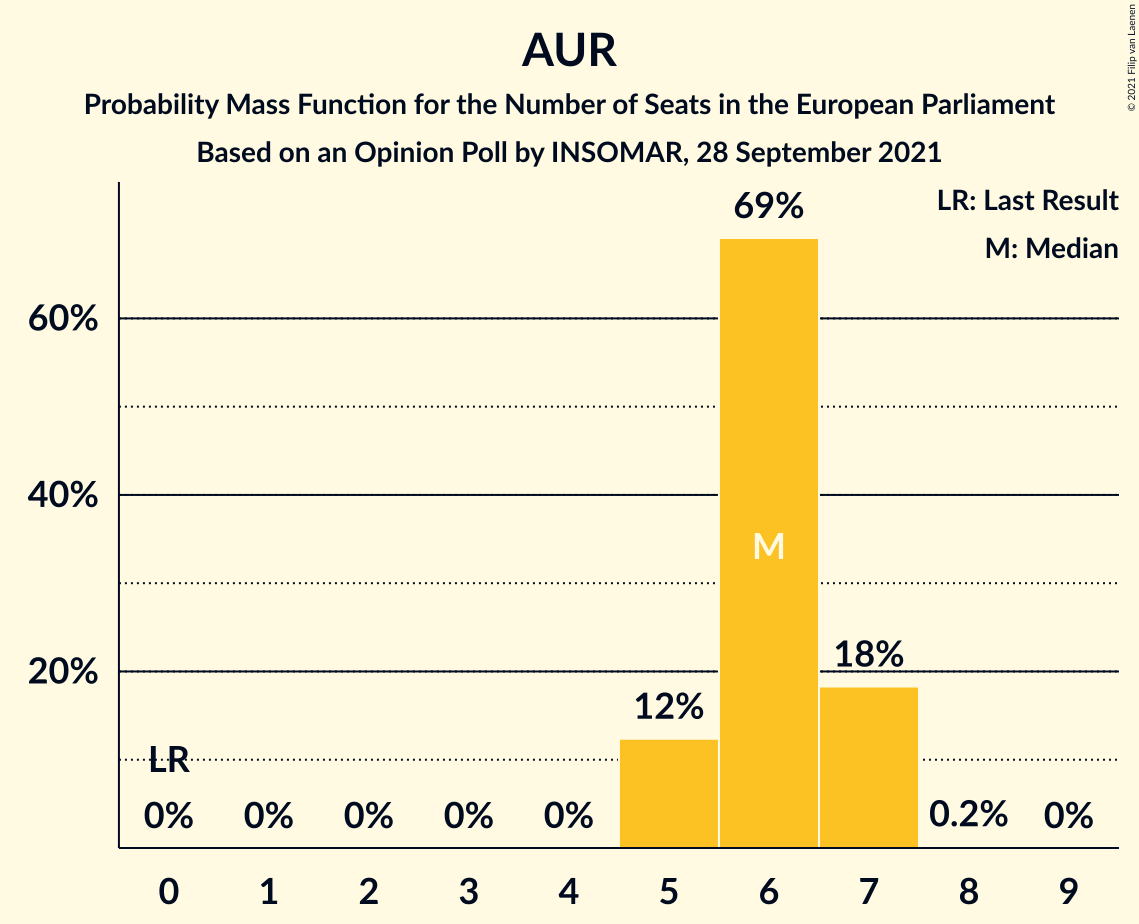 AUR
Probability Mass Function for the Number of Seats in the European Parliament
Based on an Opinion Poll by INSOMAR, 28 September 2021
© 2021 Filip van Laenen
LR: Last Result
M: Median
69%
60%
40%
M
20%
18%
12%
LR
0%
0%
0%
0%
0%
0.2%
0%
0
1
2
3
4
5
6
7
8
9